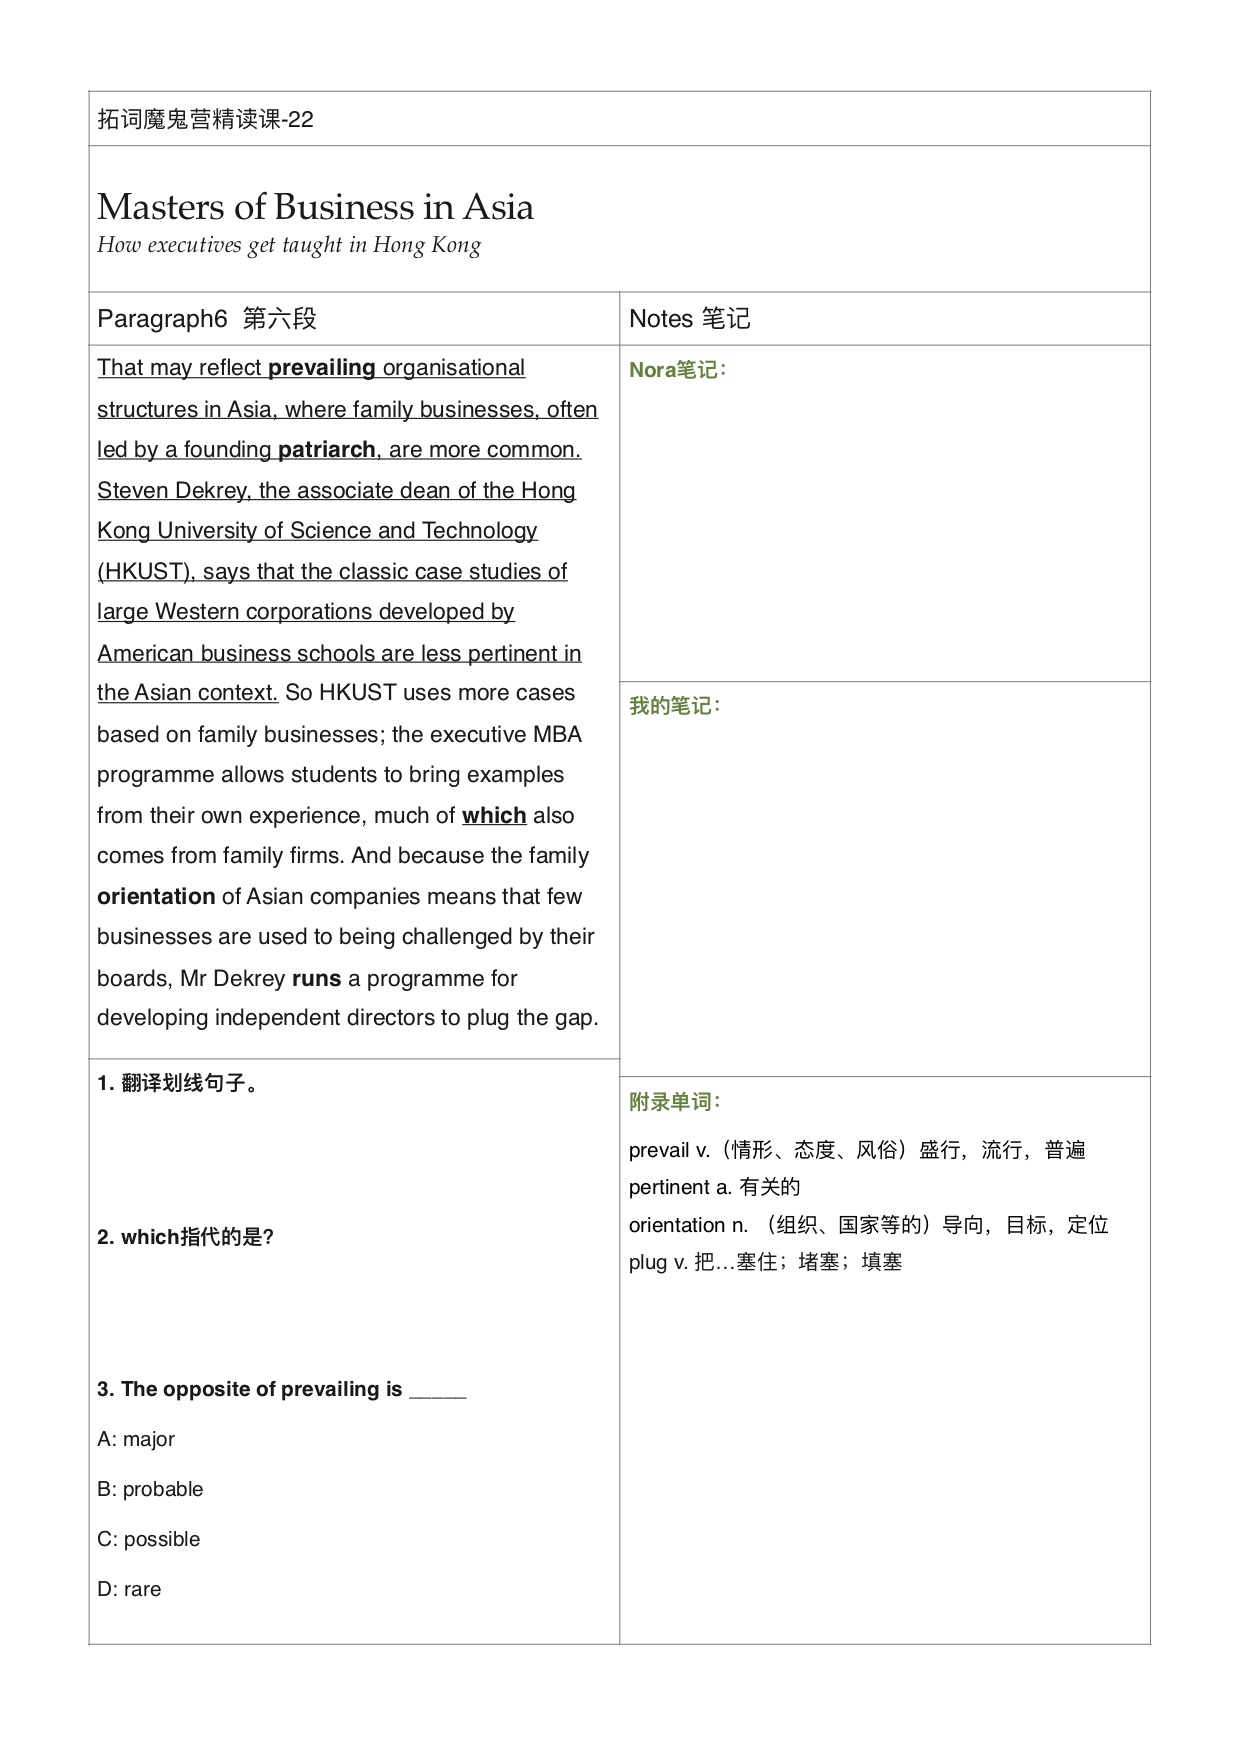 拓词魔鬼营精读课-22
Masters of Business in Asia
How executives get taught in Hong Kong
Paragraph6 第六段
That may reflect prevailing organisational
structures in Asia, where family businesses, often
led by a founding patriarch, are more common.
Steven Dekrey, the associate dean of the Hong
Kong University of Science and Technology
(HKUST), says that the classic case studies of
large Western corporations developed by
American business schools are less pertinent in
the Asian context. So HKUST uses more cases
based on family businesses; the executive MBA
programme allows students to bring examples
from their own experience, much of which also
comes from family firms. And because the family
orientation of Asian companies means that few
businesses are used to being challenged by their
boards, Mr Dekrey runs a programme for
developing independent directors to plug the gap.
1. 翻译划线句子。
2. which指代的是?
3. The opposite of prevailing is _____
A: major
B: probable
C: possible
D: rare
Notes 笔记
Nora笔记：
我的笔记：
附录单词：
prevail v.（情形、态度、风俗）盛行，流行，普遍
pertinent a. 有关的
orientation n. （组织、国家等的）导向，目标，定位
plug v. 把…塞住；堵塞；填塞